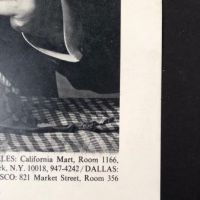 LES: California Mart, Room 1166,
rk, N.Y. 10018, 947-4242 / DALLAS:
SCO: 821 Market Street, Room 356